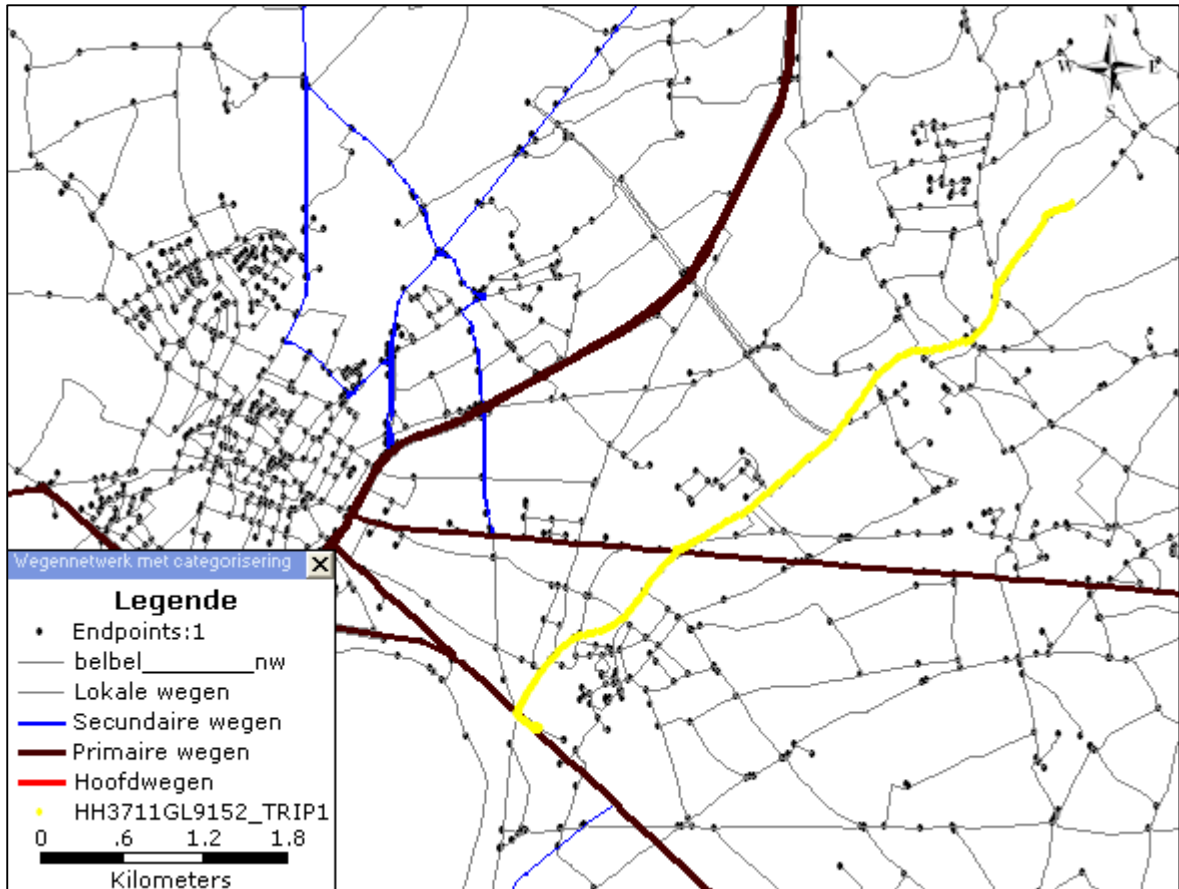 N
W E
S
Wegennetwerk met categorisering
Legende
Endpoints:1
belbel_________nw
Lokale wegen
Secundaire wegen
Primaire wegen
Hoofdwegen
HH3711GL9152_TRIP1
0 .6 1.2 1.8
Kilometers